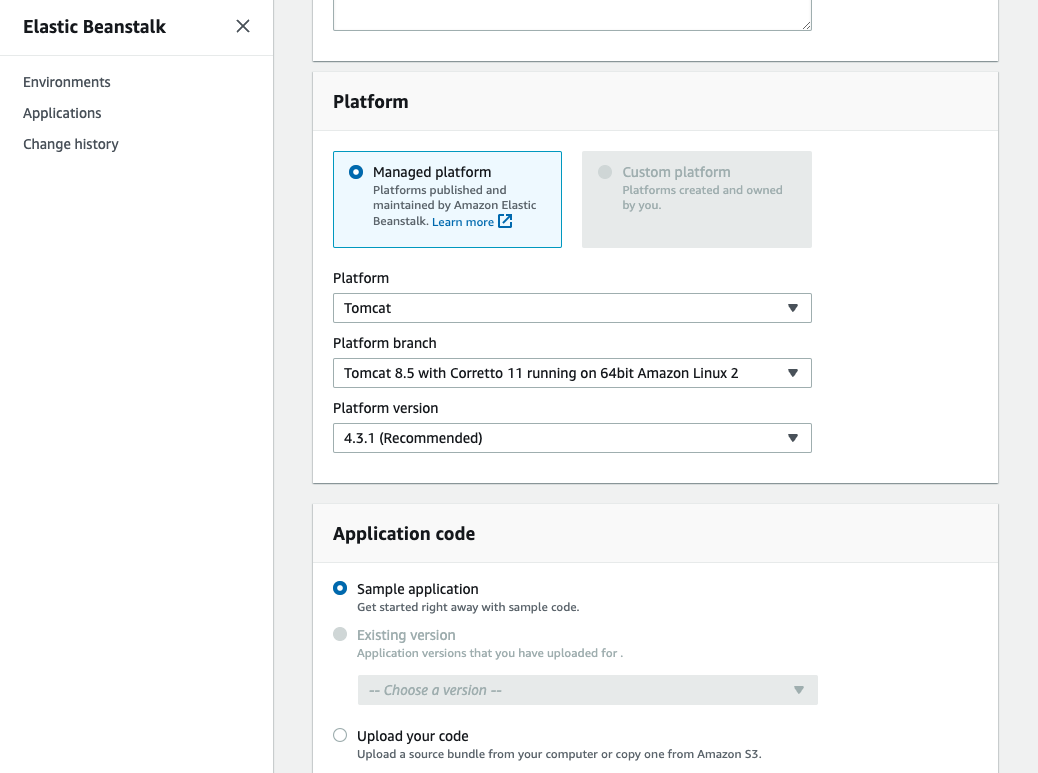 Elastic Beanstalk
Environments
Applications
Change history
Platform
Managed platform
Platforms published and
maintained by Amazon Elastic
Beanstalk. Learn more
Custom platform
Platforms created and owned
by you.
Platform
Tomcat
Platform branch
Tomcat 8.5 with Corretto 11 running on 64bit Amazon Linux 2
Platform version
4.3.1 (Recommended)
Application code
Sample application
Get started right away with sample code.
Existing version
Application versions that you have uploaded for .
-- Choose a version --
Upload your code
Upload a source bundle from your computer or copy one from Amazon S3.